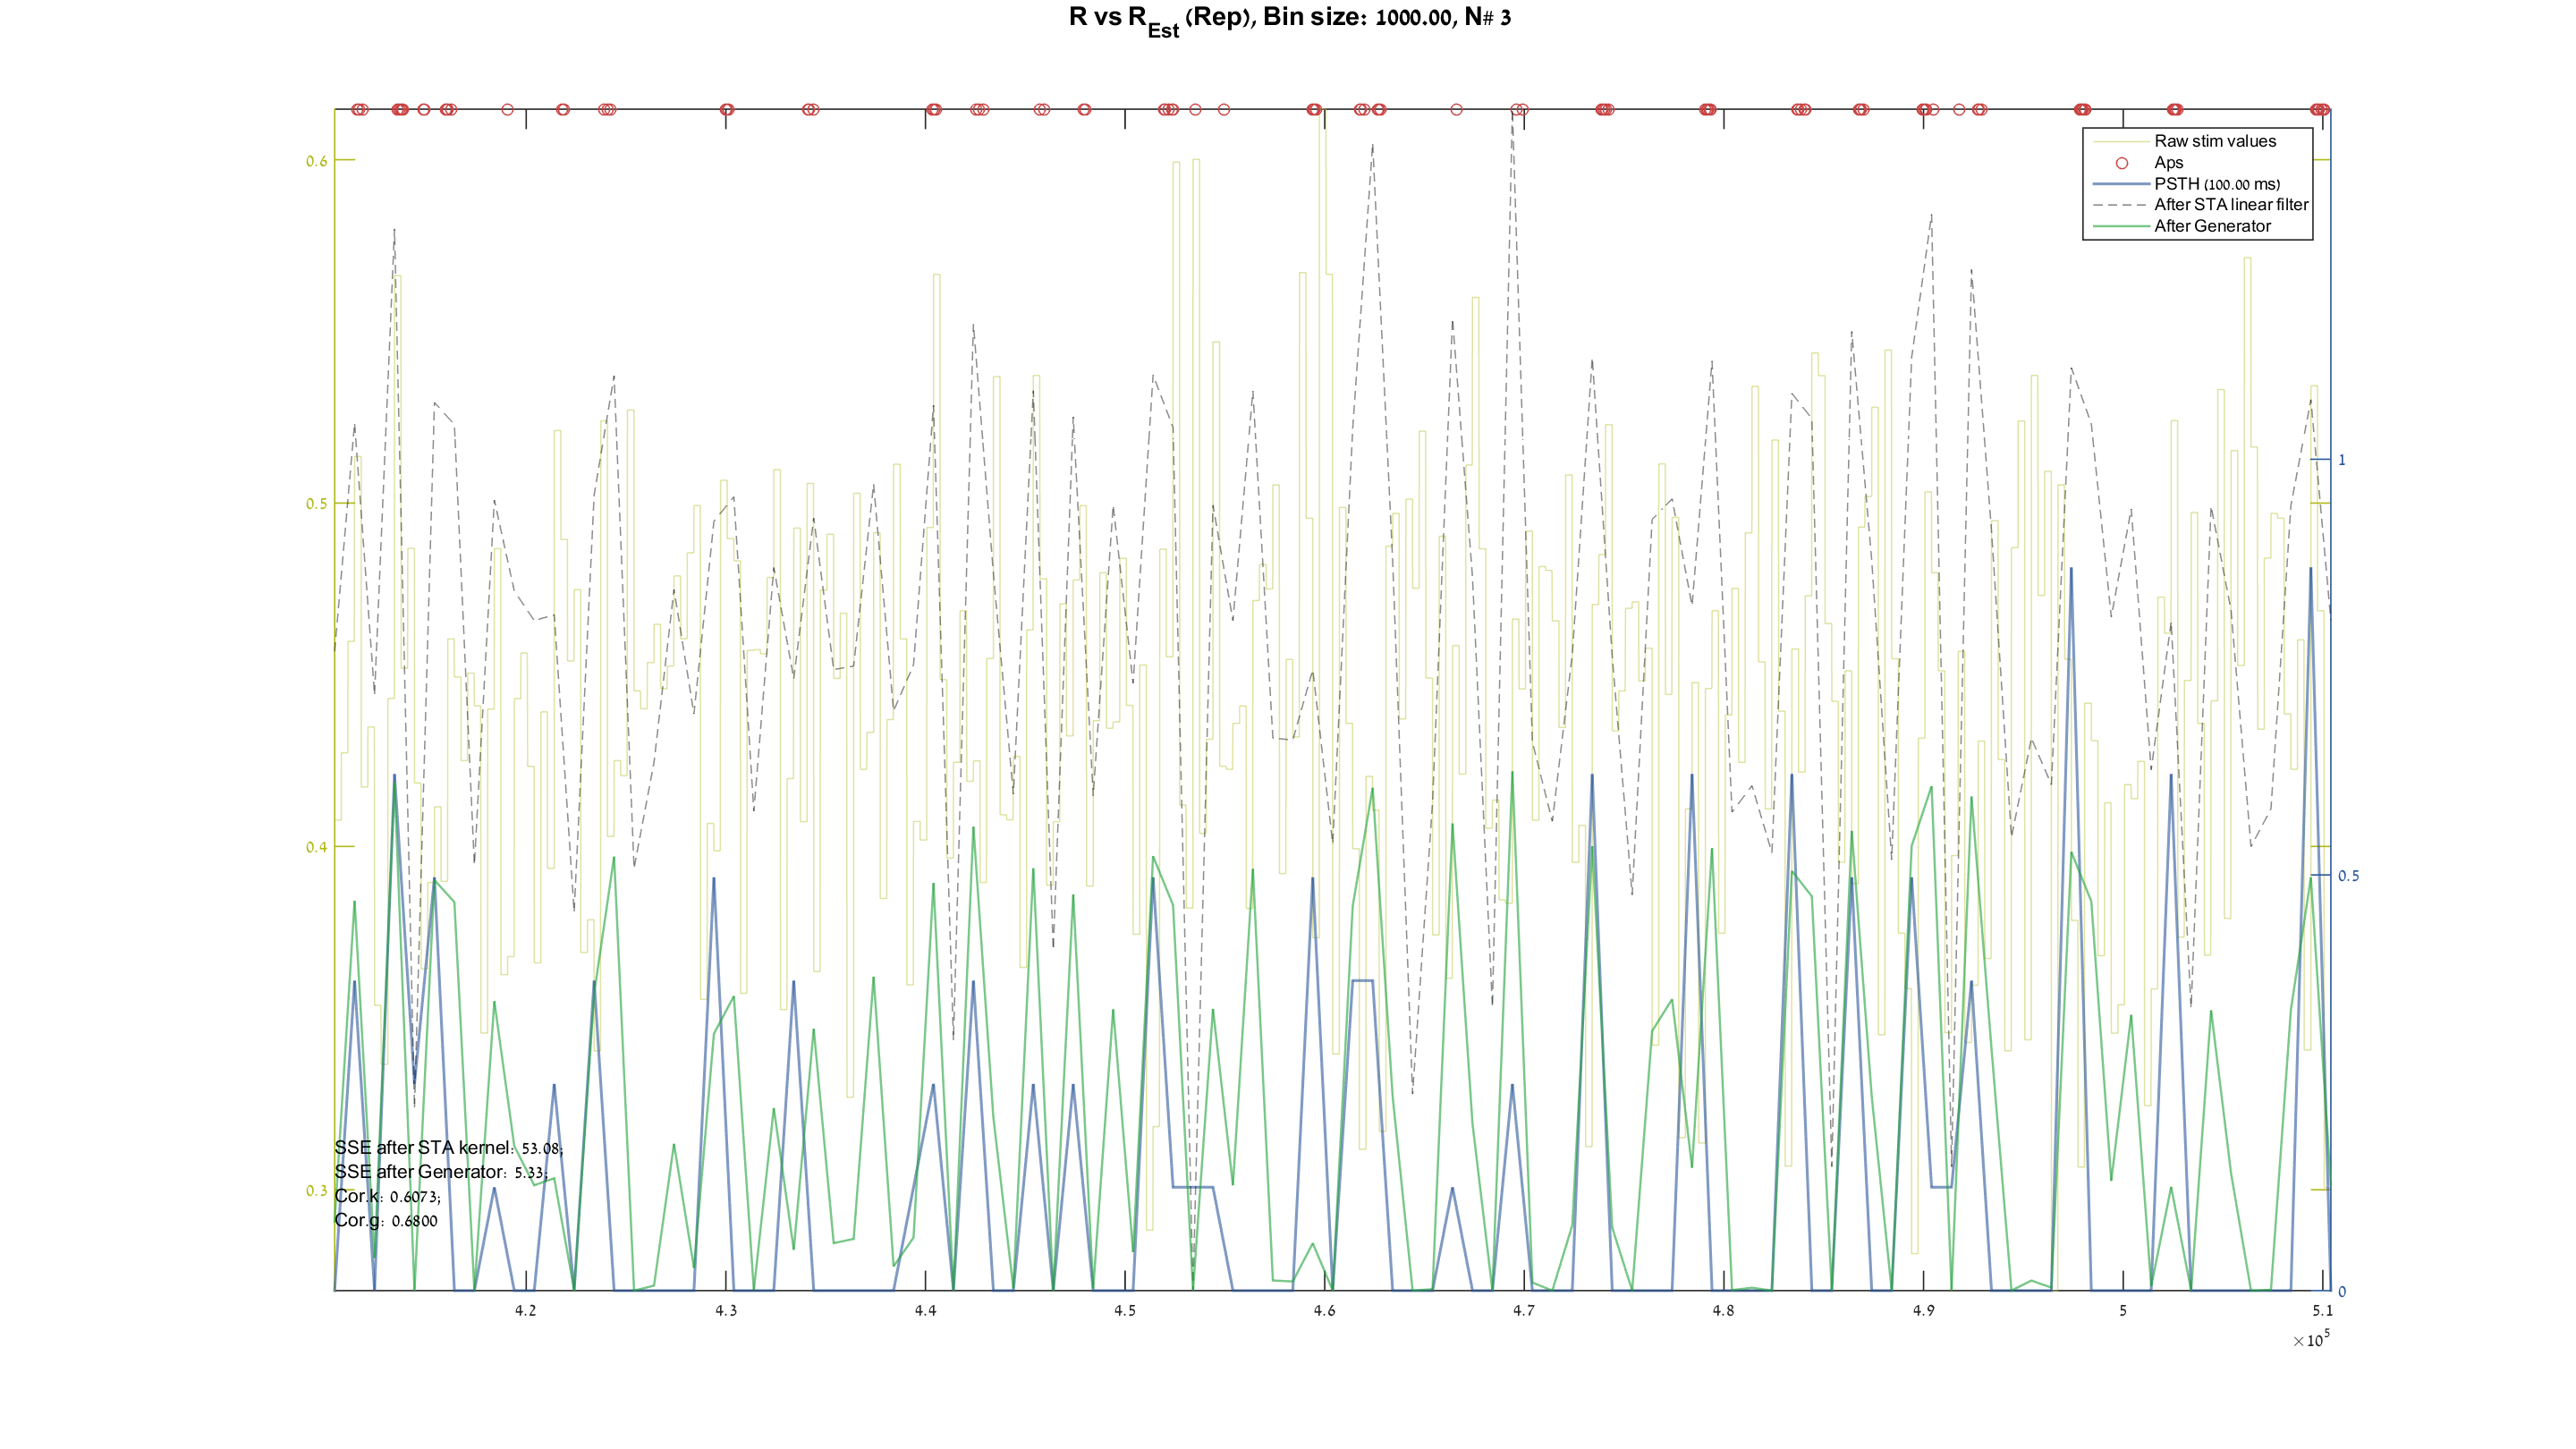 R vs R_Est (Rep), Bin size: 1000.00, N# 3
Raw stim values
Aps
PSTH (100.00 ms)
After STA linear filter
After Generator
0.6
0.5
0.4
0.3
1
0.5
0
SSE after STA kernel: 53.08;
SSE after Generator: 5.33;
Cor.k: 0.6073;
Cor.g: 0.6800
4.2 4.3 4.4 4.5 4.6 4.7 4.8 4.9 5 5.1
×10^5